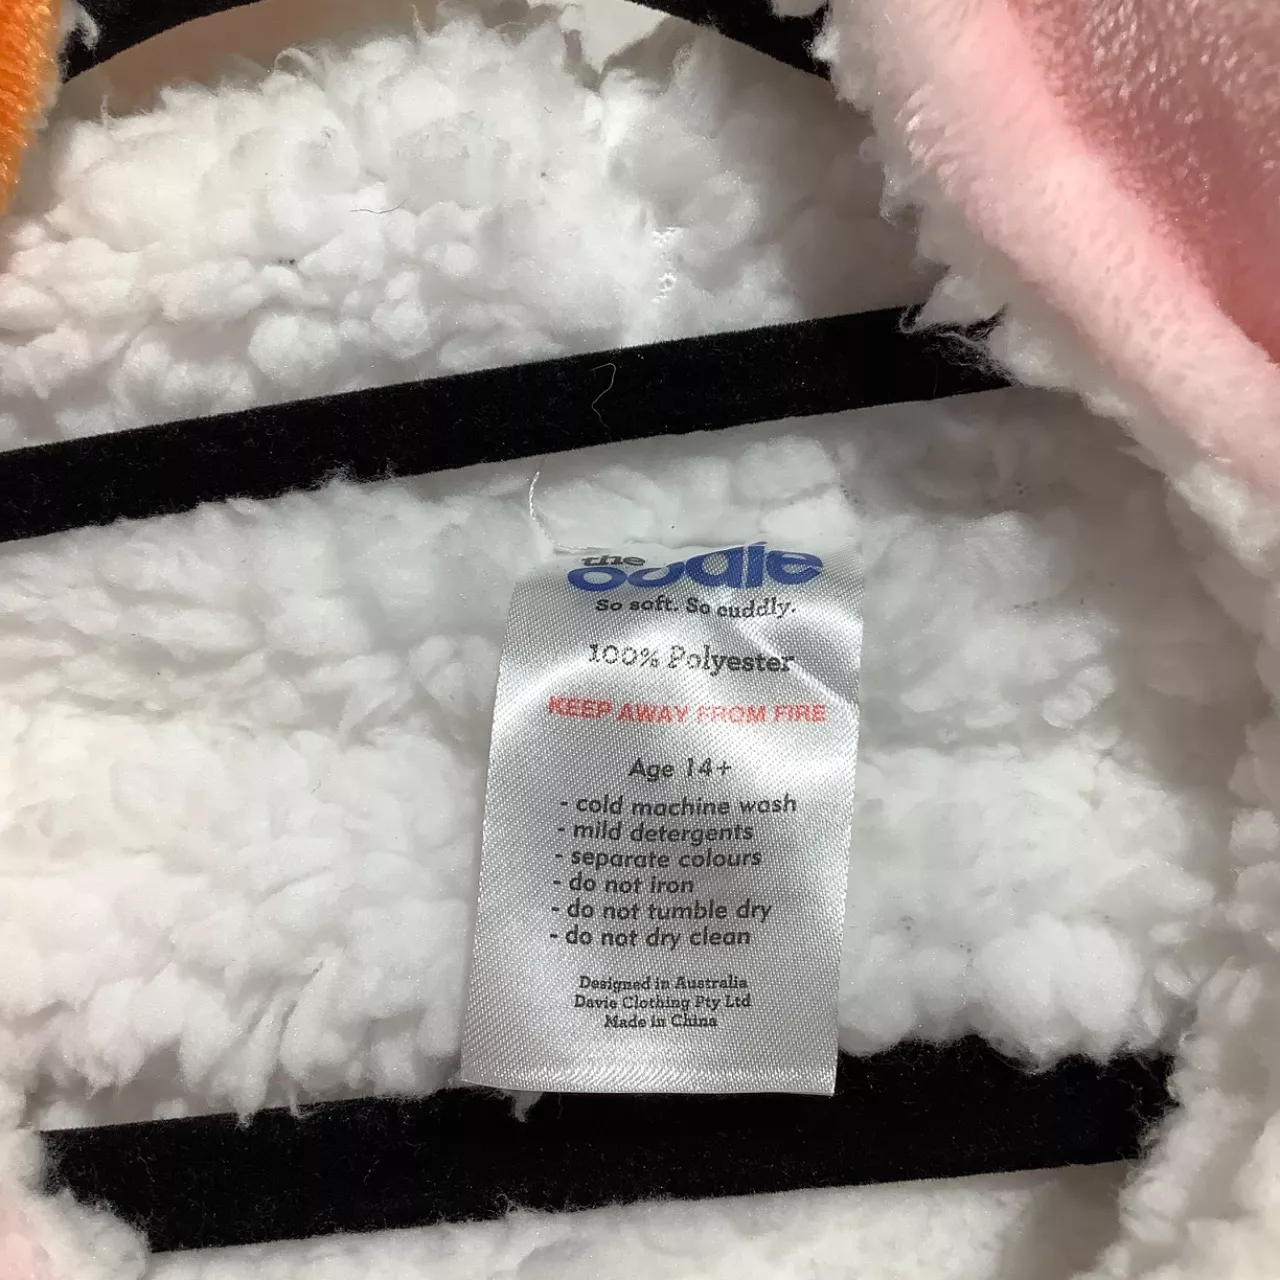 the
oodie
So soft. So cuddly.
100% Polyester
KEEP AWAY FROM FIRE
Age 14+
- cold machine wash
- mild detergents
- separate colours
- do not iron
- do not tumble dry
- do not dry clean
Designed in Australia
Davie Clothing Pty Ltd
Made in China